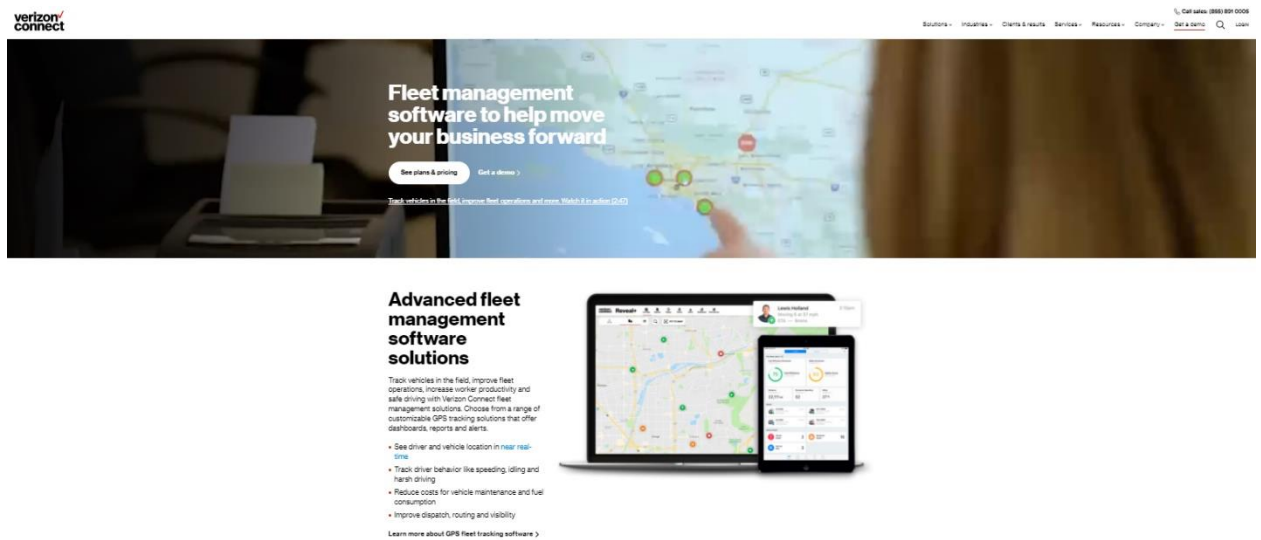 verizon
connect
Call sales: (855) 801 0005
Solutions Industries Clients & results Services Resources Company Get a demo Login
Fleet management
software to help move
your business forward
See plans & pricing Get a demo >
Track vehicles in the field, improve fleet operations and more. Watch it in action (2:47)
Advanced fleet
management
software
solutions
Track vehicles in the field, improve fleet
operations, increase worker productivity and
safe driving with Verizon Connect fleet
management solutions. Choose from a range of
customizable GPS tracking solutions that offer
dashboards, reports and alerts.
• See driver and vehicle location in near real-
time
• Track driver behavior like speeding, idling and
harsh driving
• Reduce costs for vehicle maintenance and fuel
consumption
• Improve dispatch, routing and visibility
Learn more about GPS fleet tracking software >
Reveal+
Lewis Holland